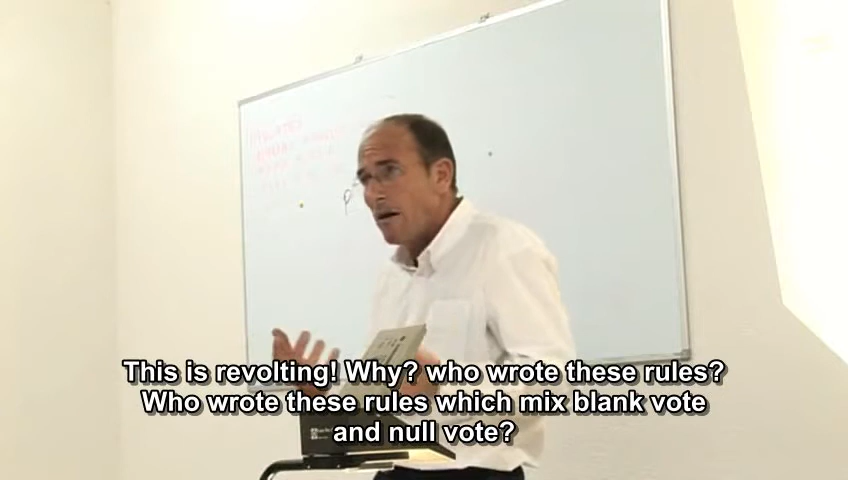 This is revolting! Why? who wrote these rules?
Who wrote these rules which mix blank vote
and null vote?